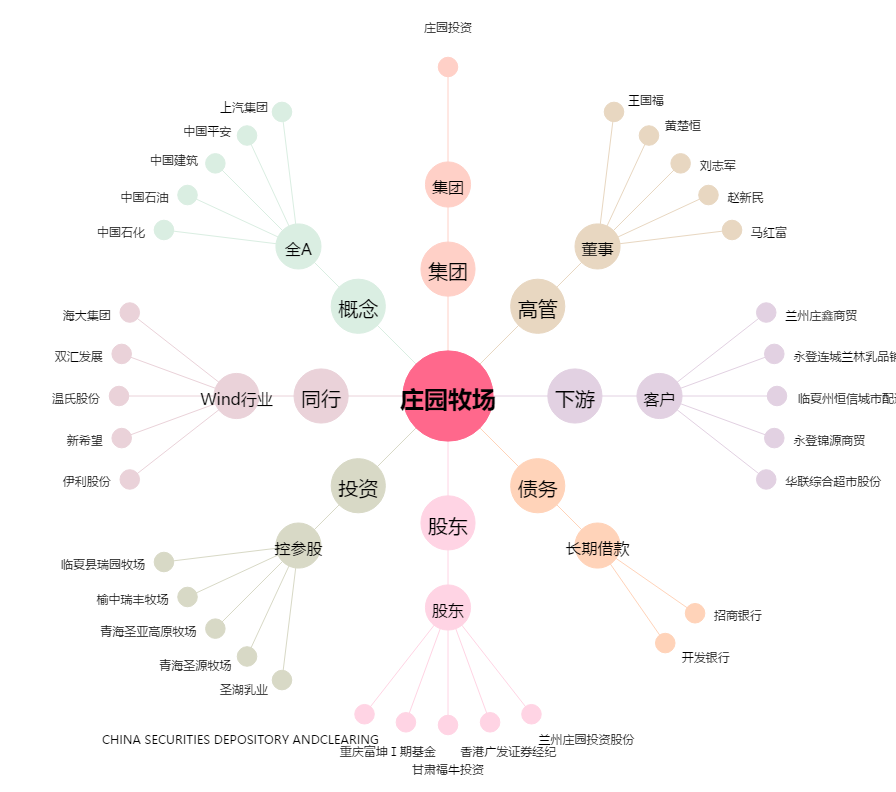 庄园投资
集团
集团
上汽集团
中国平安
中国建筑
中国石油
中国石化
全A
概念
王国福
黄楚恒
刘志军
赵新民
马红富
董事
高管
海大集团
双汇发展
温氏股份
新希望
伊利股份
Wind行业
同行
庄园牧场
下游
客户
兰州庄鑫商贸
永登连城兰林乳品
临夏州恒信城市配
永登锦源商贸
华联综合超市股份
投资
控参股
临夏县瑞园牧场
榆中瑞丰牧场
青海圣亚高原牧场
青海圣源牧场
圣湖乳业
债务
长期借款
招商银行
开发银行
股东
股东
CHINA SECURITIES DEPOSITORY ANDCLEARING
重庆富坤Ⅰ期基金
甘肃福牛投资
香港广发证券经纪
兰州庄园投资股份